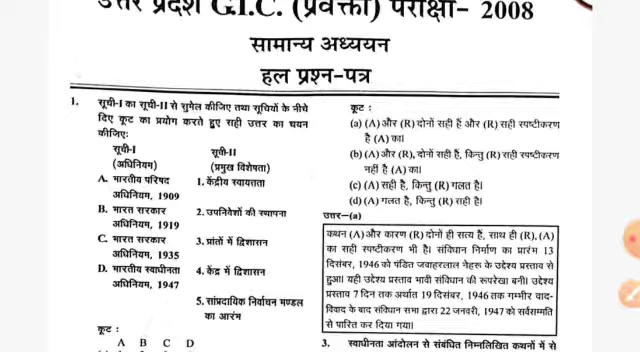 उत्तर प्रदेश G.I.C. (प्रवक्ता) परीक्षा– 2008
सामान्य अध्ययन
हल प्रश्न-पत्र
1. सूची-I का सूची-II से सुमेल कीजिए तथा सूचियों के नीचे
दिए कूट का प्रयोग करते हुए सही उत्तर का चयन
कीजिएः
सूची-I सूची-II
(अधिनियम) (प्रमुख विशेषता)
A. भारतीय परिषद 1. केंद्रीय स्वायत्तता
अधिनियम, 1909
B. भारत सरकार 2. उपनिवेशों की स्थापना
अधिनियम, 1919
C. भारत सरकार 3. प्रांतों में द्विशासन
अधिनियम, 1935
D. भारतीय स्वाधीनता 4. केंद्र में द्विशासन
अधिनियम, 1947
5. सांप्रदायिक निर्वाचन मण्डल
का आरंभ
कूट :
A B C D
कूट :
(a) (A) और (R) दोनों सही हैं और (R) सही स्पष्टीकरण
है (A) का।
(b) (A) और (R), दोनों सही हैं, किन्तु (R) सही स्पष्टीकरण
नहीं है (A) का।
(c) (A) सही है, किन्तु (R) गलत है।
(d) (A) गलत है, किन्तु (R) सही है।
उत्तर—(a)
कथन (A) और कारण (R) दोनों ही सत्य हैं, साथ ही (R), (A)
का सही स्पष्टीकरण भी है। संविधान निर्माण का प्रारंभ 13
दिसंबर, 1946 को पंडित जवाहरलाल नेहरू के उद्देश्य प्रस्ताव से
हुआ। यही उद्देश्य प्रस्ताव भावी संविधान की रूपरेखा बनी। उद्देश्य
प्रस्ताव 7 दिन तक अर्थात 19 दिसंबर, 1946 तक गम्भीर वाद-
विवाद के बाद संविधान सभा द्वारा 22 जनवरी, 1947 को सर्वसम्मति
से पारित कर दिया गया।
3. स्वाधीनता आंदोलन से संबंधित निम्नलिखित कथनों में से